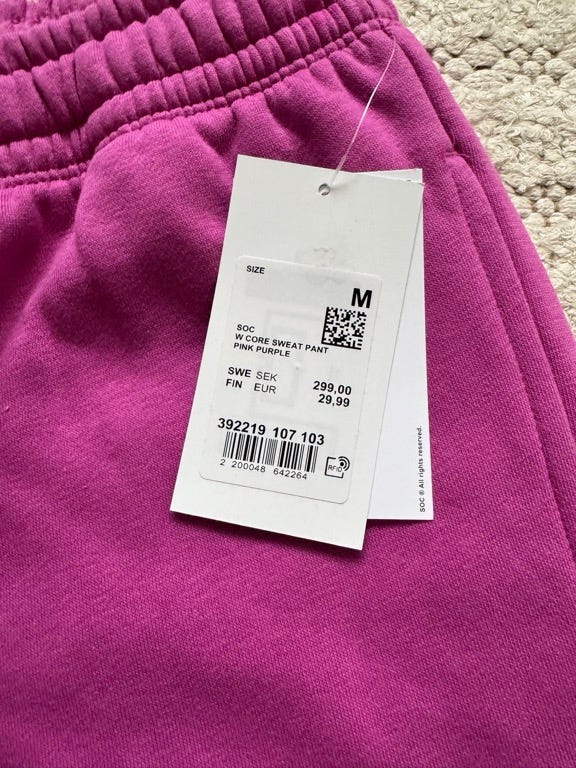 SIZE
M
SOC
W CORE SWEAT PANT
PINK PURPLE
SWE SEK 299,00
FIN EUR 29,99
392219 107 103
2 200048 642264
RFID
SOC ® All rights reserved.